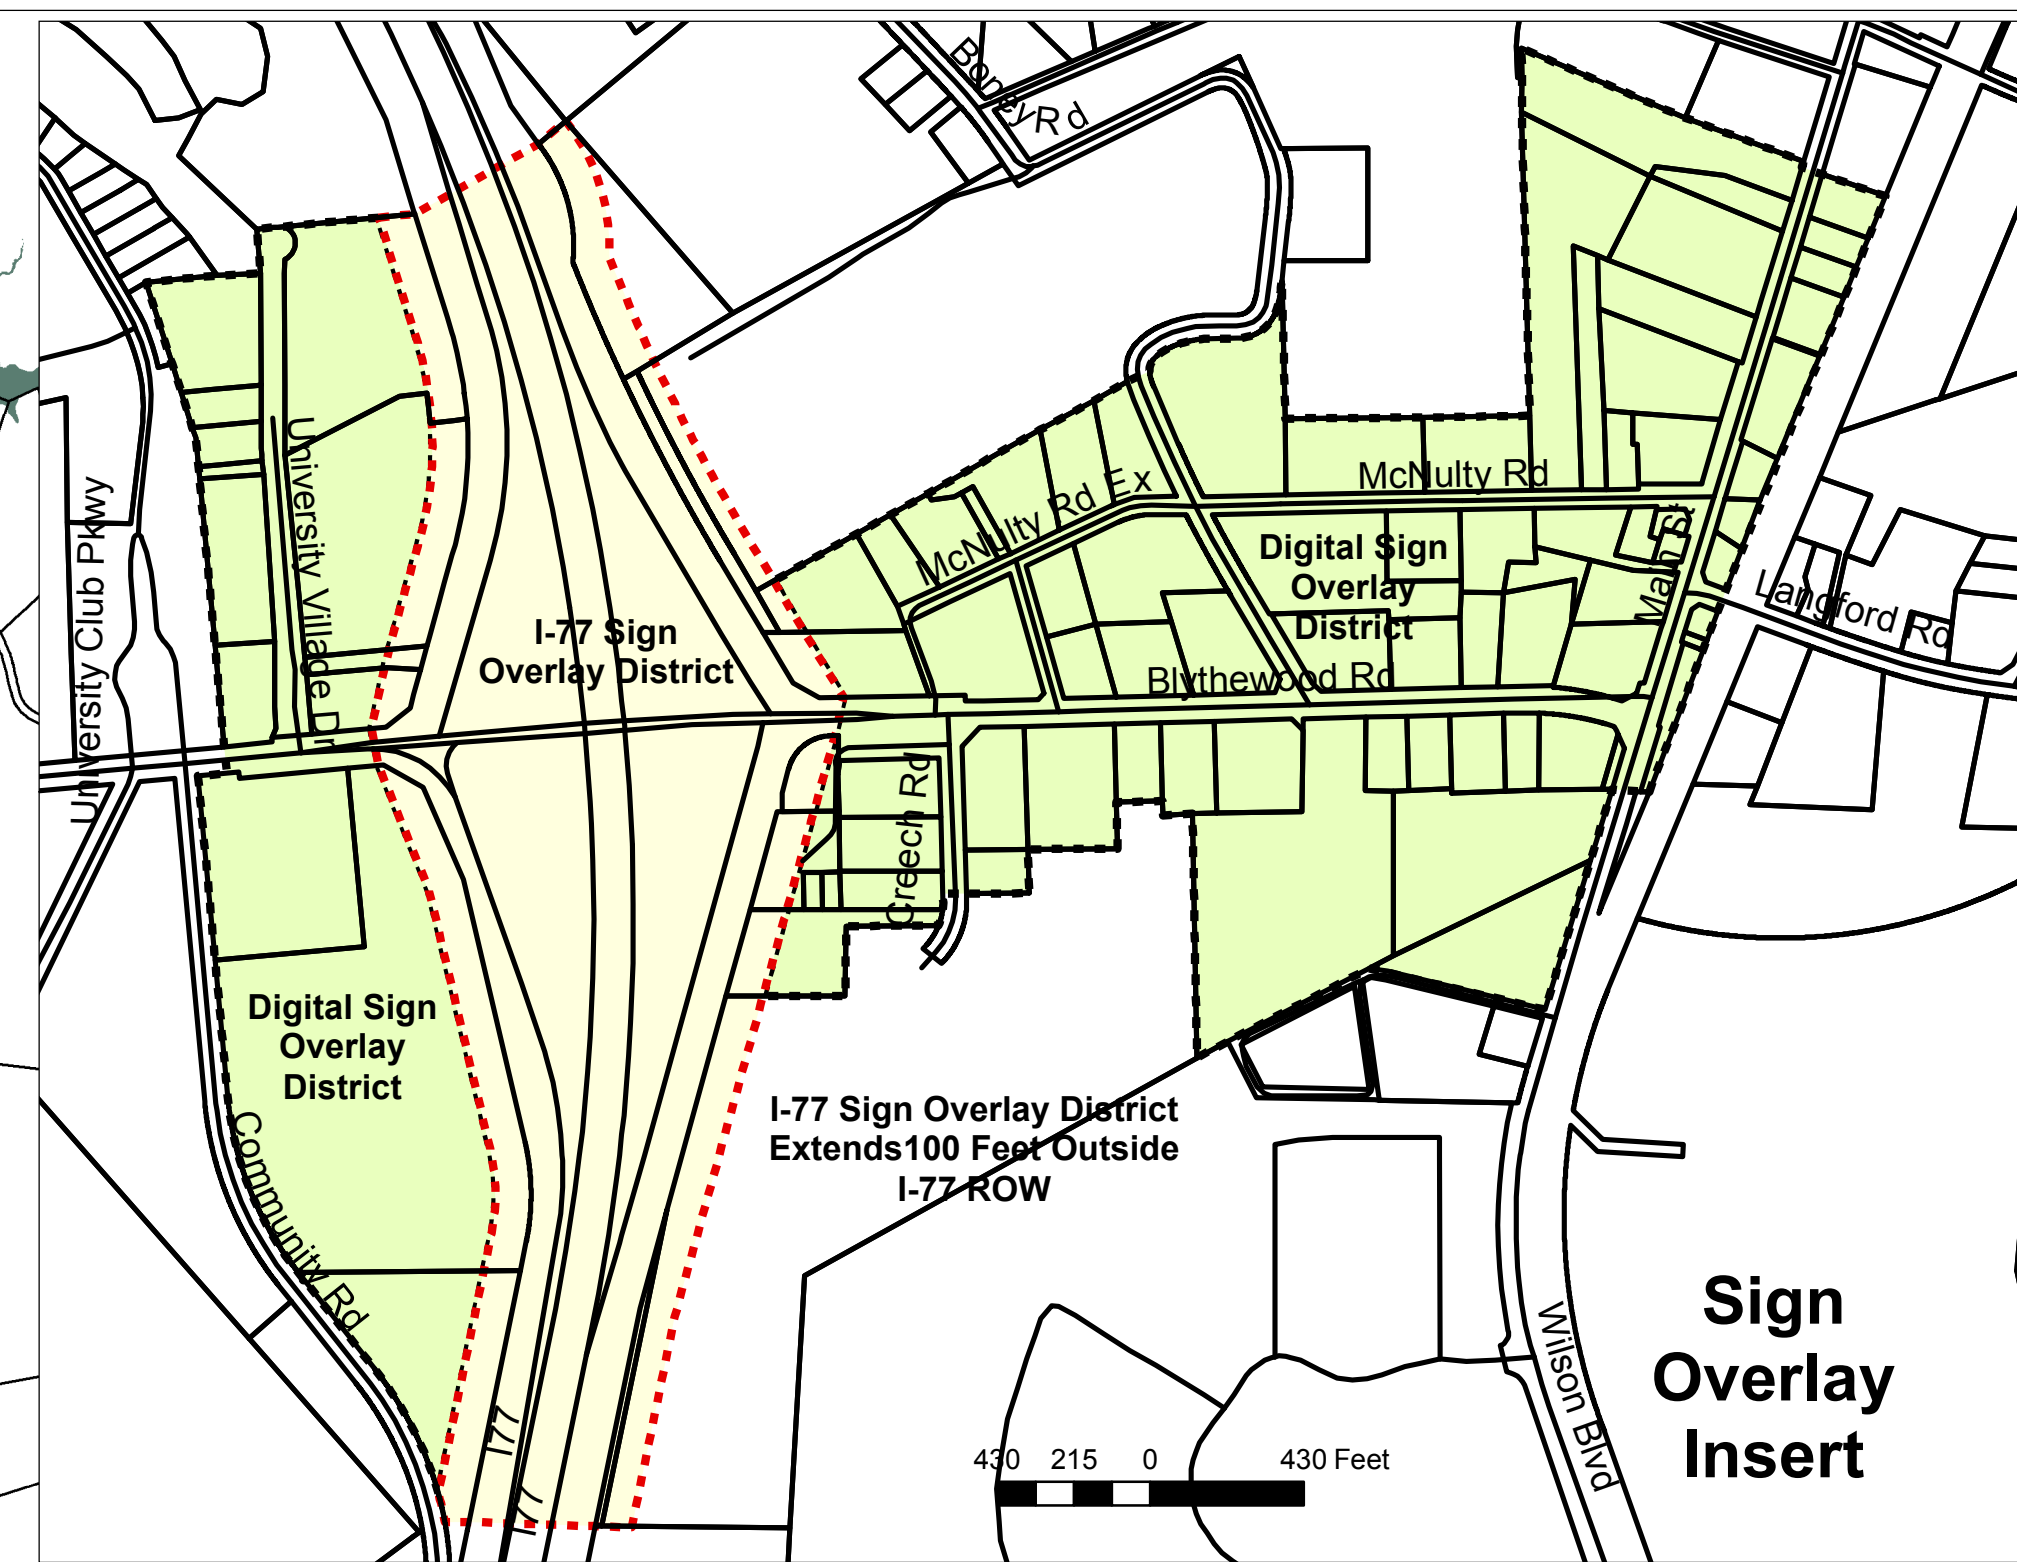 Boney Rd
McNulty Rd
McNulty Rd Ex
University Club Pkwy
University Village Dr
Digital Sign
Overlay
District
Main St
Langford Rd
I-77 Sign
Overlay District
Blythewood Rd
Creech Rd
Digital Sign
Overlay
District
I-77 Sign Overlay District
Extends100 Feet Outside
I-77 ROW
Community Rd
Wilson Blvd
Sign
Overlay
Insert
I77
I77
430 215 0 430 Feet